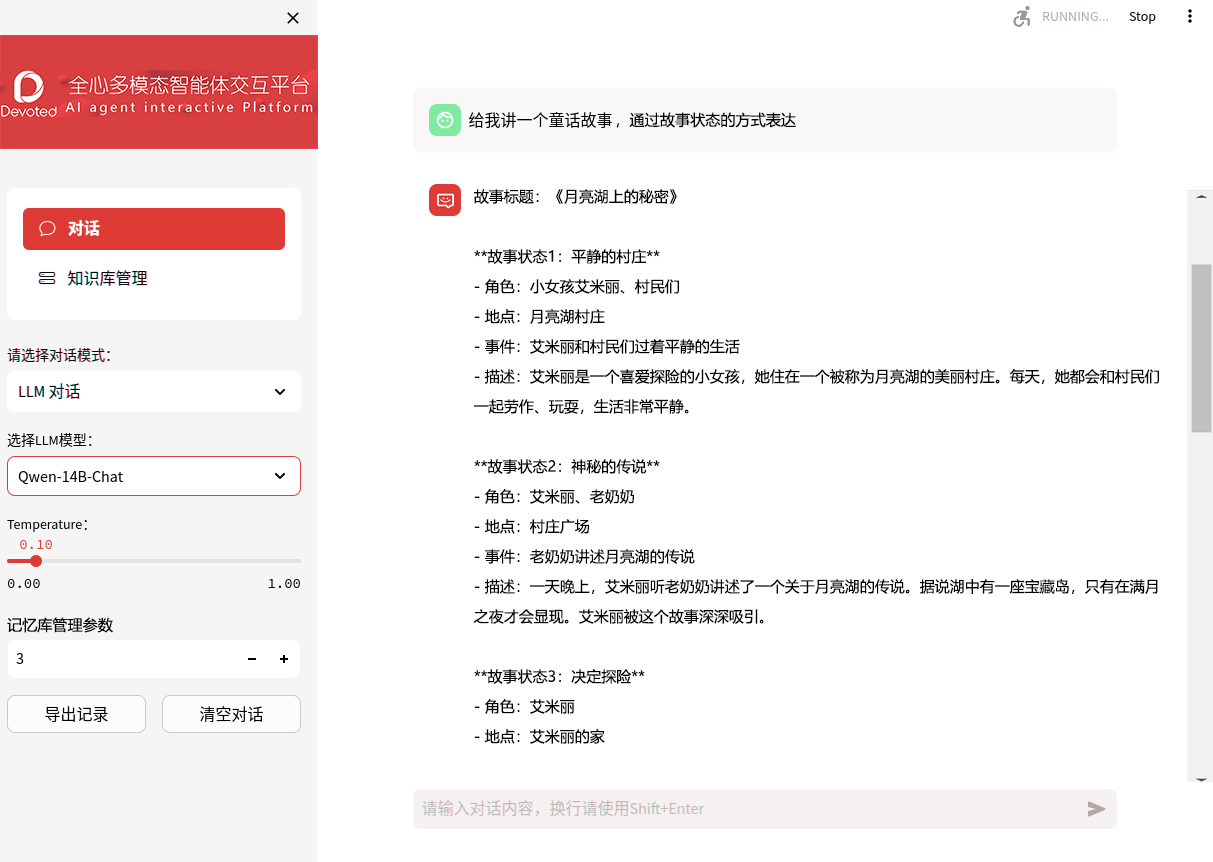 RUNNING...
Stop
全心多模态智能体交互平台
Devoted
AI agent interactive Platform
对话
知识库管理
请选择对话模式：
LLM 对话
选择LLM模型：
Qwen-14B-Chat
Temperature：
0.10
0.00
1.00
记忆库管理参数
3
导出记录
清空对话
给我讲一个童话故事，通过故事状态的方式表达
故事标题：《月亮湖上的秘密》
**故事状态1：平静的村庄**
- 角色：小女孩艾米丽、村民们
- 地点：月亮湖村庄
- 事件：艾米丽和村民们过着平静的生活
- 描述：艾米丽是一个喜爱探险的小女孩，她住在一个被称为月亮湖的美丽村庄。每天，她都会和村民们
一起劳作、玩耍，生活非常平静。
**故事状态2：神秘的传说**
- 角色：艾米丽、老奶奶
- 地点：村庄广场
- 事件：老奶奶讲述月亮湖的传说
- 描述：一天晚上，艾米丽听老奶奶讲述了一个关于月亮湖的传说。据说湖中有一座宝藏岛，只有在满月
之夜才会显现。艾米丽被这个故事深深吸引。
**故事状态3：决定探险**
- 角色：艾米丽
- 地点：艾米丽的家
请输入对话内容，换行请使用Shift+Enter